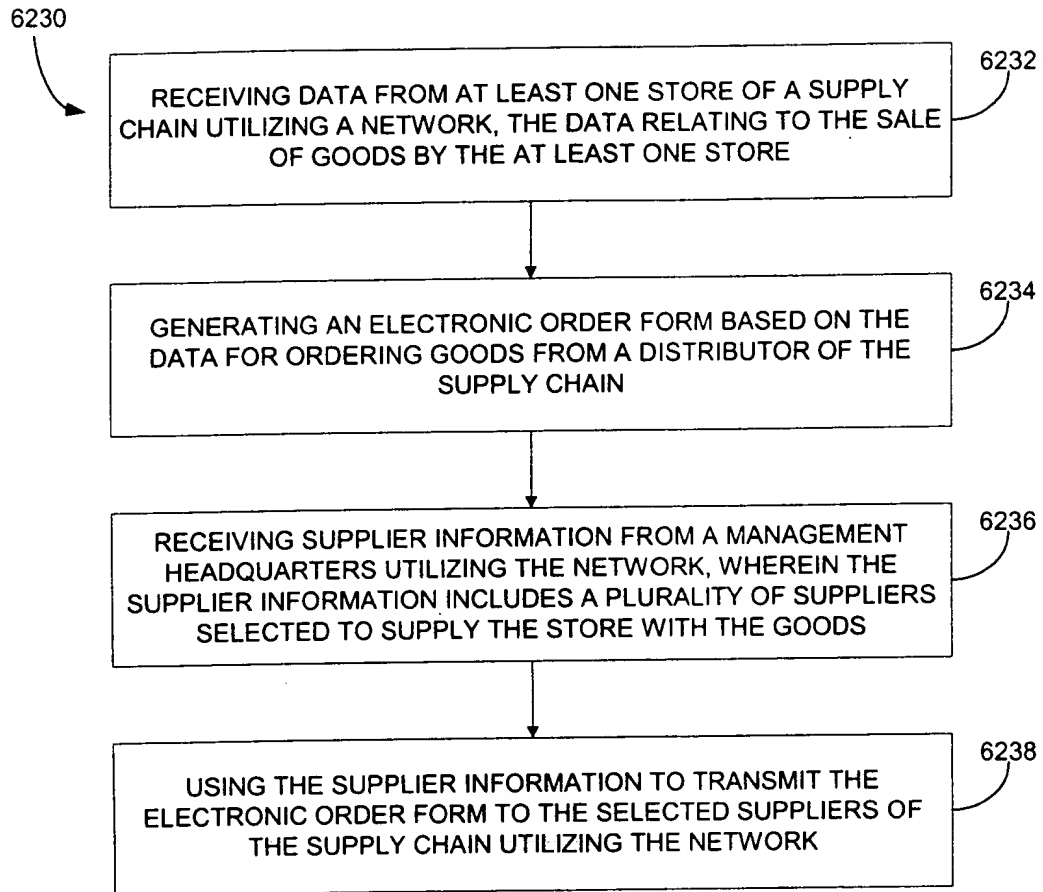 6230
6232
RECEIVING DATA FROM AT LEAST ONE STORE OF A SUPPLY
CHAIN UTILIZING A NETWORK, THE DATA RELATING TO THE SALE
OF GOODS BY THE AT LEAST ONE STORE
6234
GENERATING AN ELECTRONIC ORDER FORM BASED ON THE
DATA FOR ORDERING GOODS FROM A DISTRIBUTOR OF THE
SUPPLY CHAIN
6236
RECEIVING SUPPLIER INFORMATION FROM A MANAGEMENT
HEADQUARTERS UTILIZING THE NETWORK, WHEREIN THE
SUPPLIER INFORMATION INCLUDES A PLURALITY OF SUPPLIERS
SELECTED TO SUPPLY THE STORE WITH THE GOODS
6238
USING THE SUPPLIER INFORMATION TO TRANSMIT THE
ELECTRONIC ORDER FORM TO THE SELECTED SUPPLIERS OF
THE SUPPLY CHAIN UTILIZING THE NETWORK